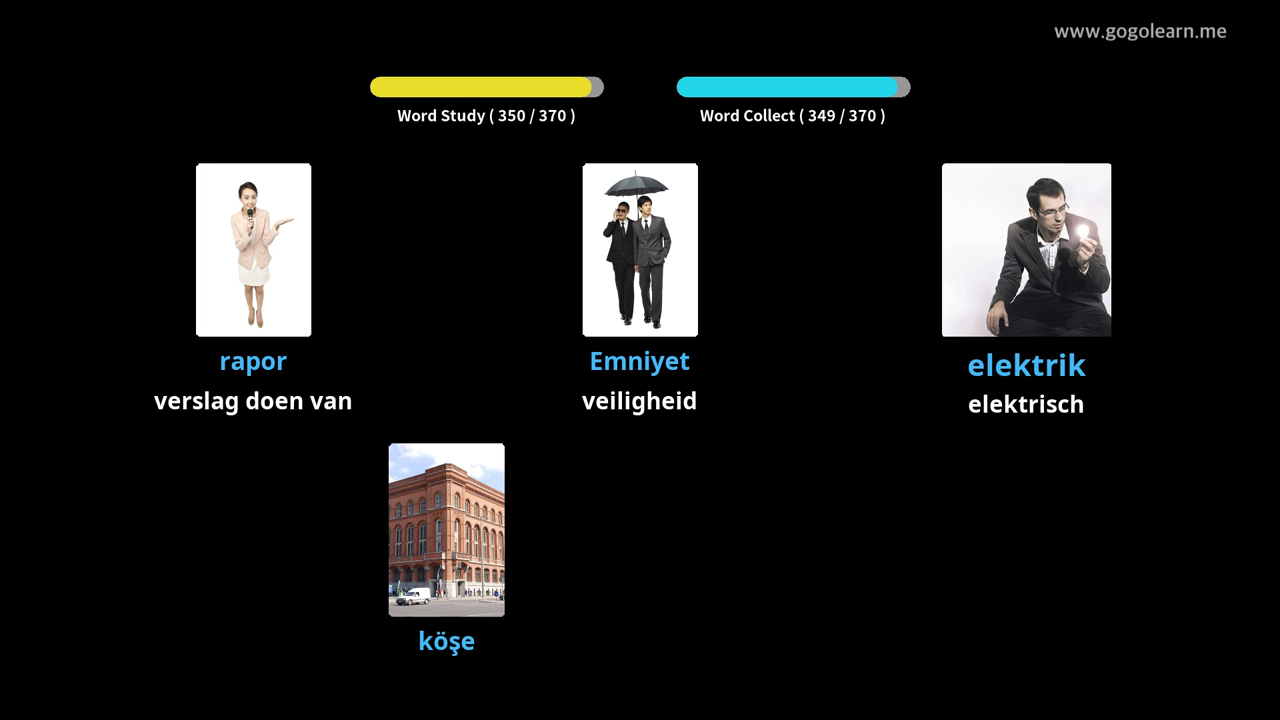 www.gogolearn.me
Word Study ( 350 / 370 )
Word Collect ( 349 / 370 )
rapor
Emniyet
elektrik
verslag doen van
veiligheid
elektrisch
köşe